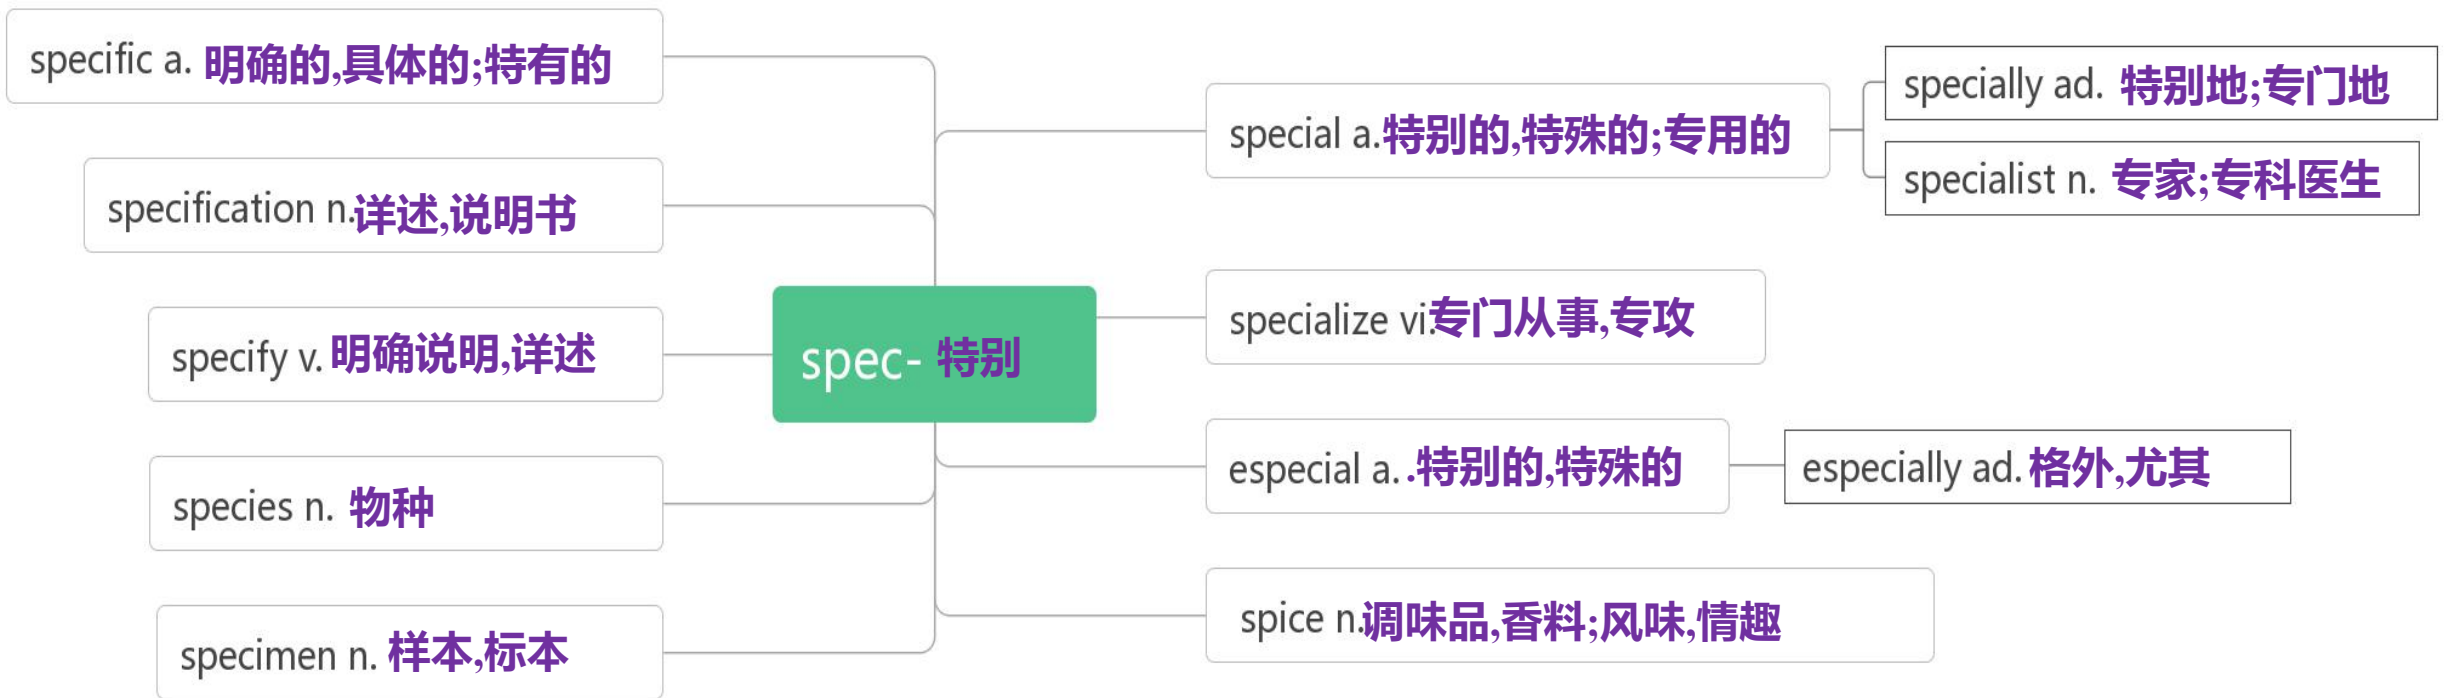 specific a. 明确的,具体的;特有的
specification n.详述,说明书
specify v. 明确说明,详述
species n. 物种
specimen n. 样本,标本
spec- 特别
special a.特别的,特殊的;专用的
specially ad. 特别地;专门地
specialist n. 专家;专科医生
specialize vi.专门从事,专攻
especial a. .特别的,特殊的
especially ad. 格外,尤其
spice n.调味品,香料;风味,情趣